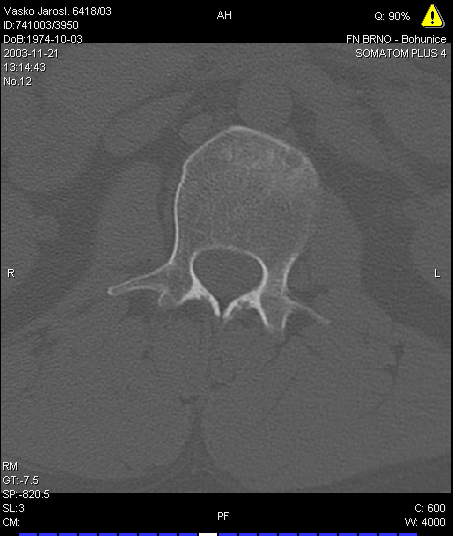 Vasko Jarosl. 6418/03
ID:741003/3950
DoB:1974-10-03
2003-11-21
13:14:43
No:12
AH
Q: 90%
FN BRNO - Bohunice
SOMATOM PLUS 4
R
L
RM
GT:-7.5
SP:-820.5
SL:3
CM:
PF
C: 600
W: 4000